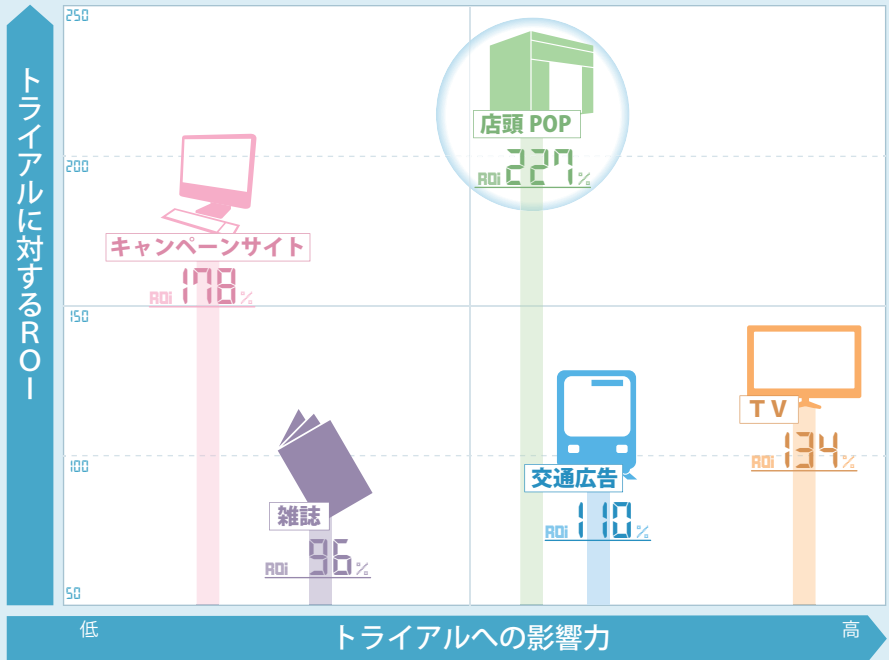 トライアルに対するROI
250
200
150
100
50
店頭 POP
ROi 227%
キャンペーンサイト
ROi 178%
TV
ROi 134%
交通広告
ROi 110%
雑誌
ROi 96%
低
トライアルへの影響力
高